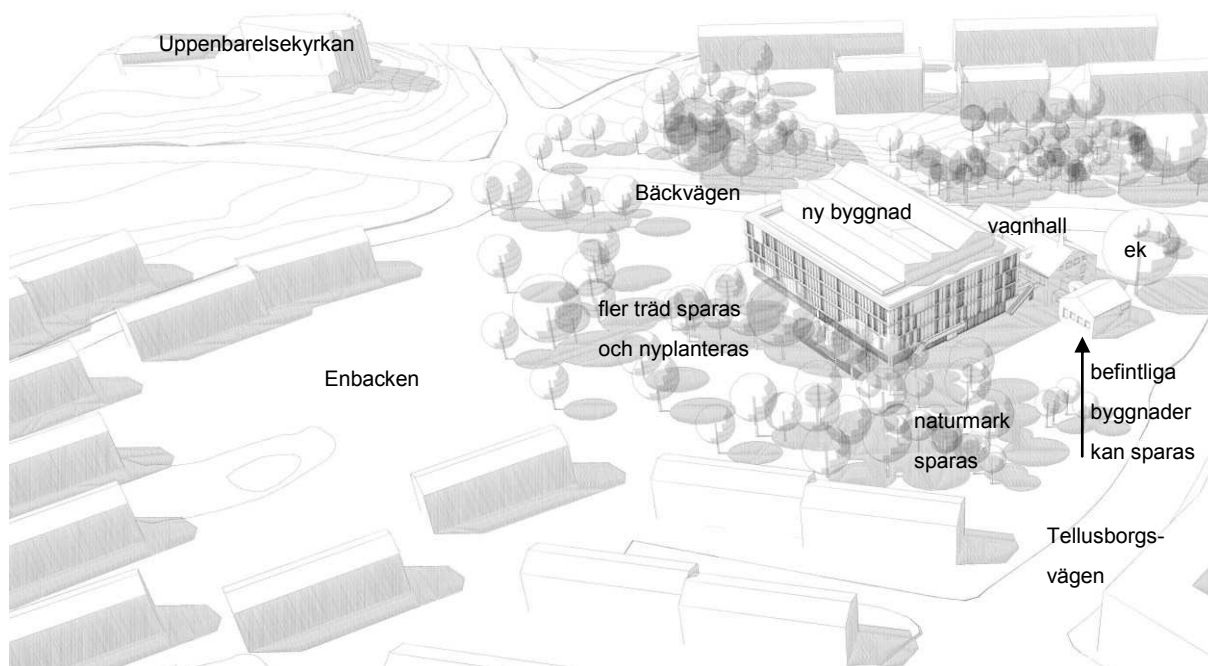 Uppenbarelsekyrkan
Bäckvägen
ny byggnad
vagnhall
ek
fler träd sparas
och nyplanteras
Enbacken
befintliga
byggnader
kan sparas
naturmark
sparas
Tellusborgs-
vägen